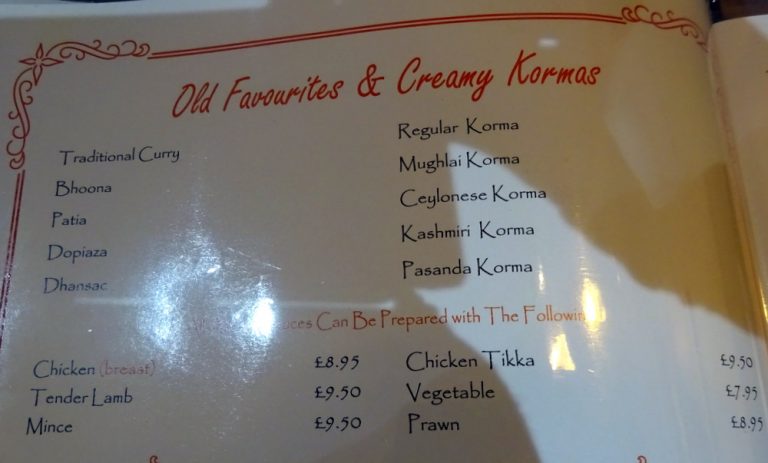 Old Favourites & Creamy Kormas
Traditional Curry
Bhoona
Patia
Dopiaza
Dhansac
Regular Korma
Mughlai Korma
Ceylonese Korma
Kashmiri Korma
Pasanda Korma
Can Be Prepared with The
Chicken (breast) £8.95
Tender Lamb £9.50
Mince £9.50
Chicken Tikka £9.50
Vegetable £7.95
Prawn £8.95